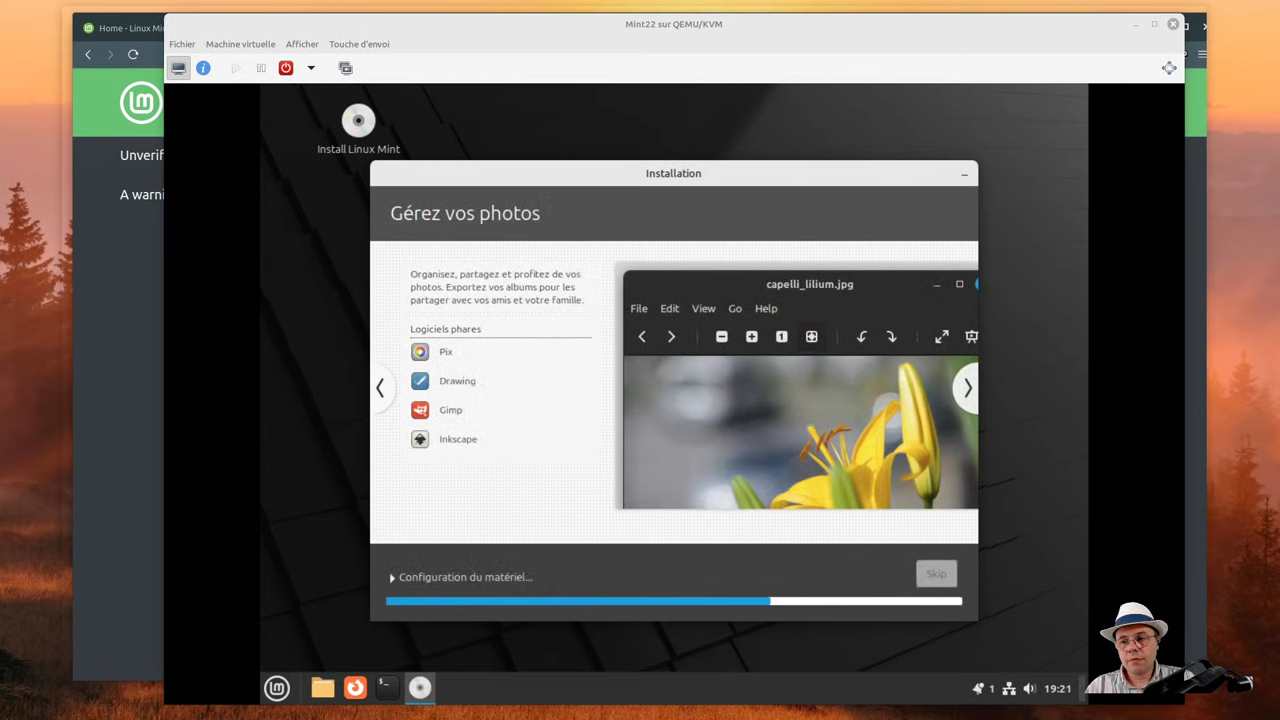 Mint22 sur QEMU/KVM
Home - Linux Mi
Fichier Machine virtuelle Afficher Touche d'envoi
Unverif
A warni
Install Linux Mint
Installation
Gérez vos photos
Organisez, partagez et profitez de vos
photos. Exportez vos albums pour les
partager avec vos amis et votre famille.
Logiciels phares
Pix
Drawing
Gimp
Inkscape
capelli_lilium.jpg
File Edit View Go Help
1
Configuration du matériel...
Skip
1 19:21